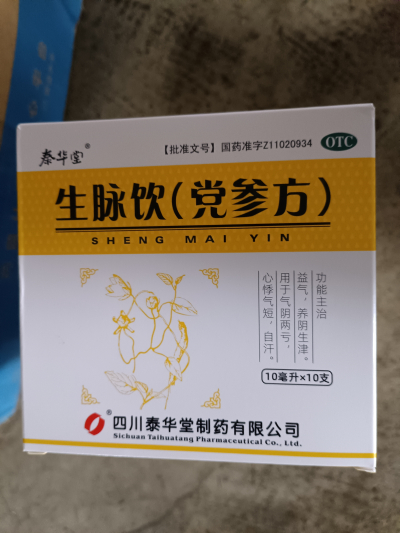 泰华堂®
【批准文号】国药准字Z11020934
OTC
生脉饮(党参方)
SHENG MAI YIN
功能主治
益气,养阴生津。
用于气阴两亏,
心悸气短,自汗。
10毫升×10支
®
四川泰华堂制药有限公司
Sichuan Taihuatang Pharmaceutical Co., Ltd.